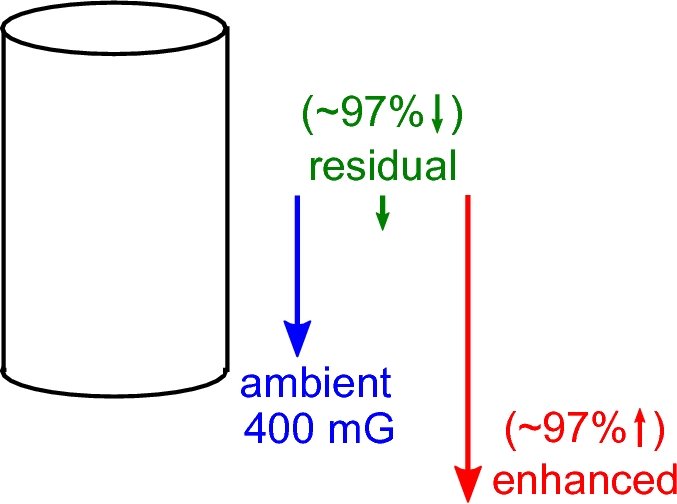 (~97%↓)
residual
ambient
400 mG
(~97%↑)
enhanced